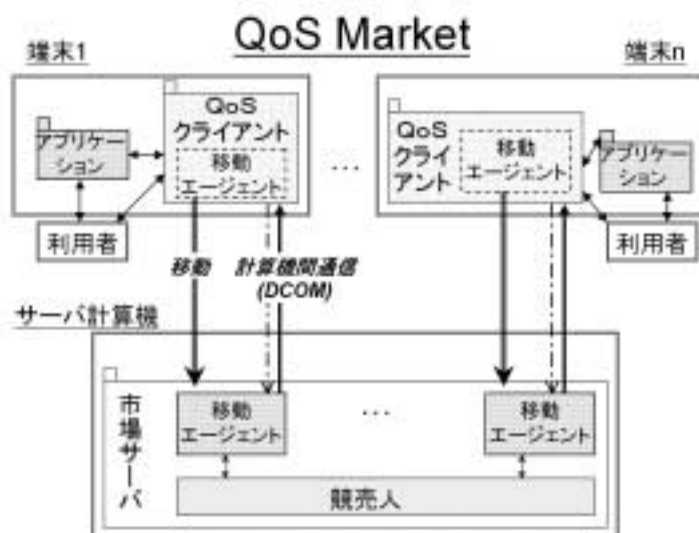 QoS Market
端末1
端末n
QoS
クライアント
移動
エージェント
アプリケー
ション
利用者
...
QoS
クライ
アント
移動
エージェント
アプリケー
ション
利用者
移動
計算機間通信
(DCOM)
サーバ計算機
市場サーバ
移動
エージェント
...
移動
エージェント
競売人